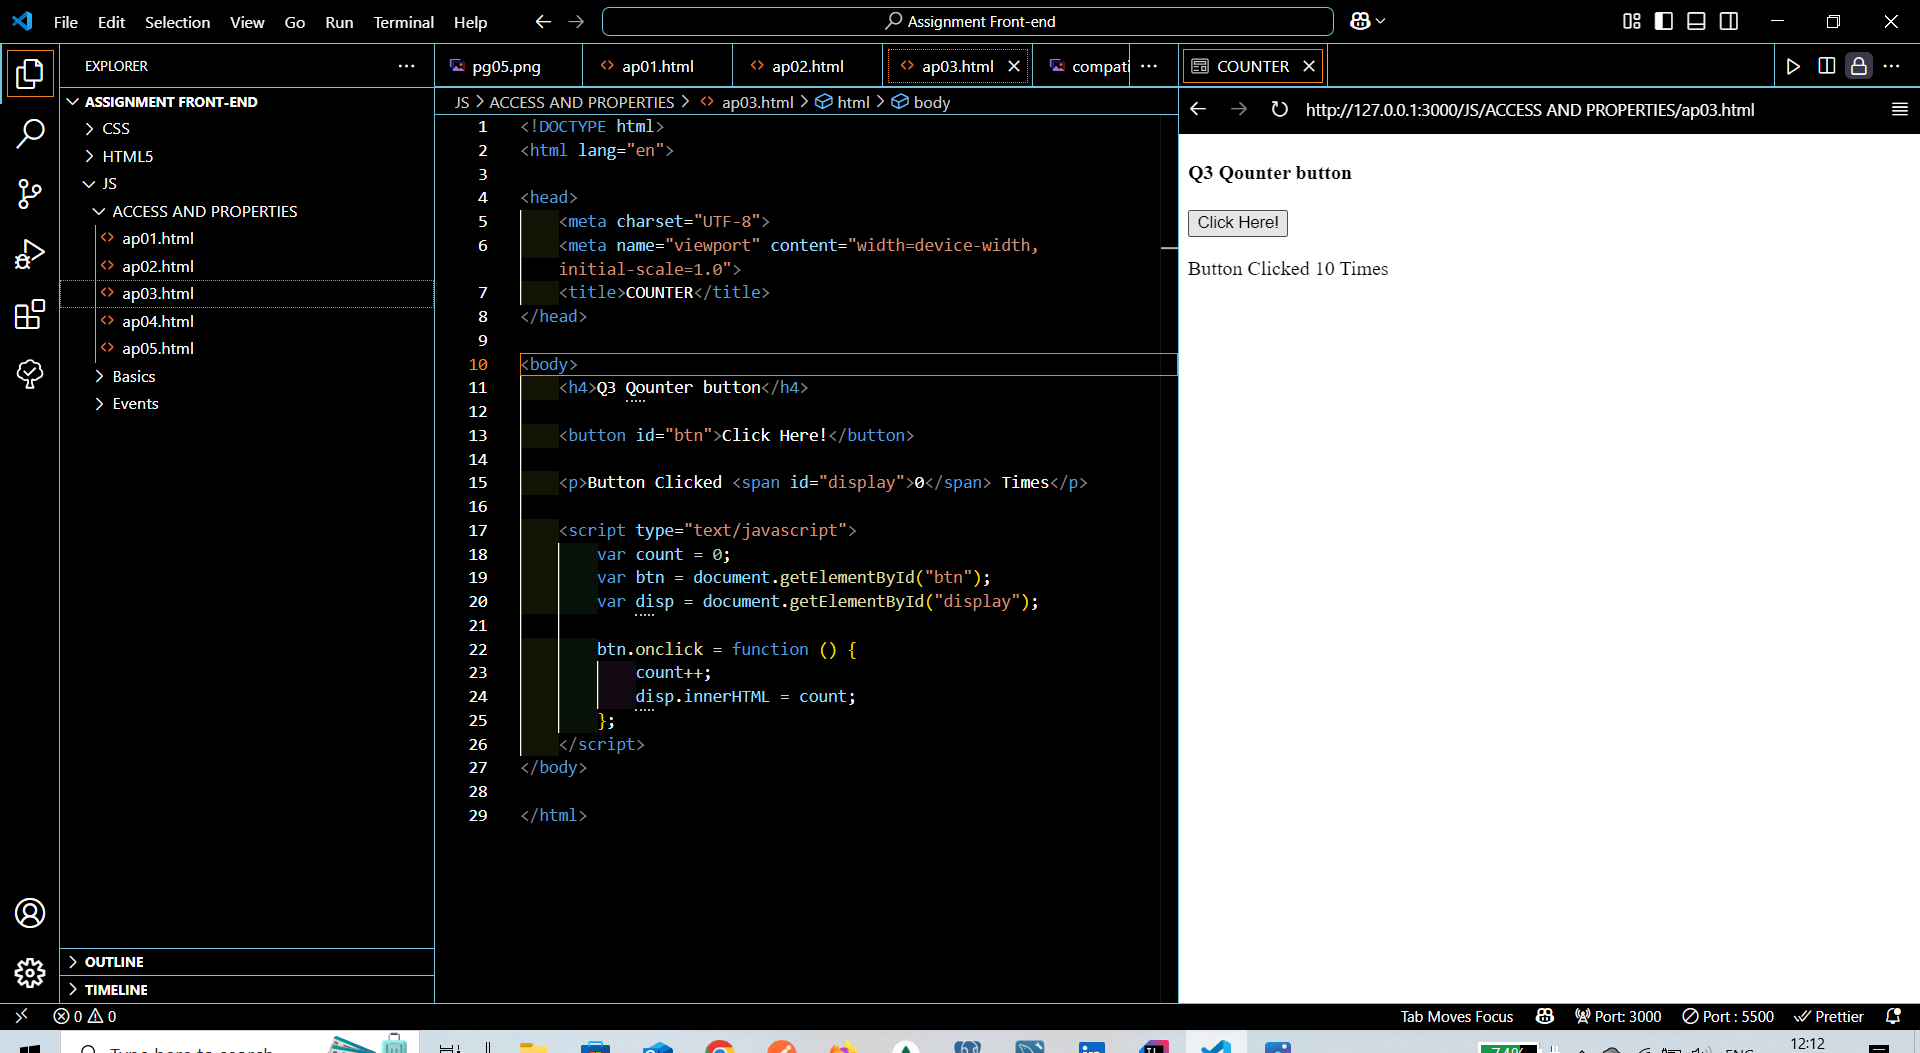 File Edit Selection View Go Run Terminal Help
Assignment Front-end
EXPLORER
ASSIGNMENT FRONT-END
CSS
HTML5
JS
ACCESS AND PROPERTIES
ap01.html
ap02.html
ap03.html
ap04.html
ap05.html
Basics
Events
OUTLINE
TIMELINE
pg05.png ap01.html ap02.html ap03.html compati
JS > ACCESS AND PROPERTIES > ap03.html > html > body
1 <!DOCTYPE html>
2 <html lang="en">
3
4 <head>
5 <meta charset="UTF-8">
6 <meta name="viewport" content="width=device-width,
initial-scale=1.0">
7 <title>COUNTER</title>
8 </head>
9
10 <body>
11 <h4>Q3 Qounter button</h4>
12
13 <button id="btn">Click Here!</button>
14
15 <p>Button Clicked <span id="display">0</span> Times</p>
16
17 <script type="text/javascript">
18 var count = 0;
19 var btn = document.getElementById("btn");
20 var disp = document.getElementById("display");
21
22 btn.onclick = function () {
23 count++;
24 disp.innerHTML = count;
25 };
26 </script>
27 </body>
28
29 </html>
COUNTER
http://127.0.0.1:3000/JS/ACCESS AND PROPERTIES/ap03.html
Q3 Qounter button
Click Here!
Button Clicked 10 Times
0 0
Tab Moves Focus Port: 3000 Port : 5500 Prettier
Type here to search
74%
ENG
12:12